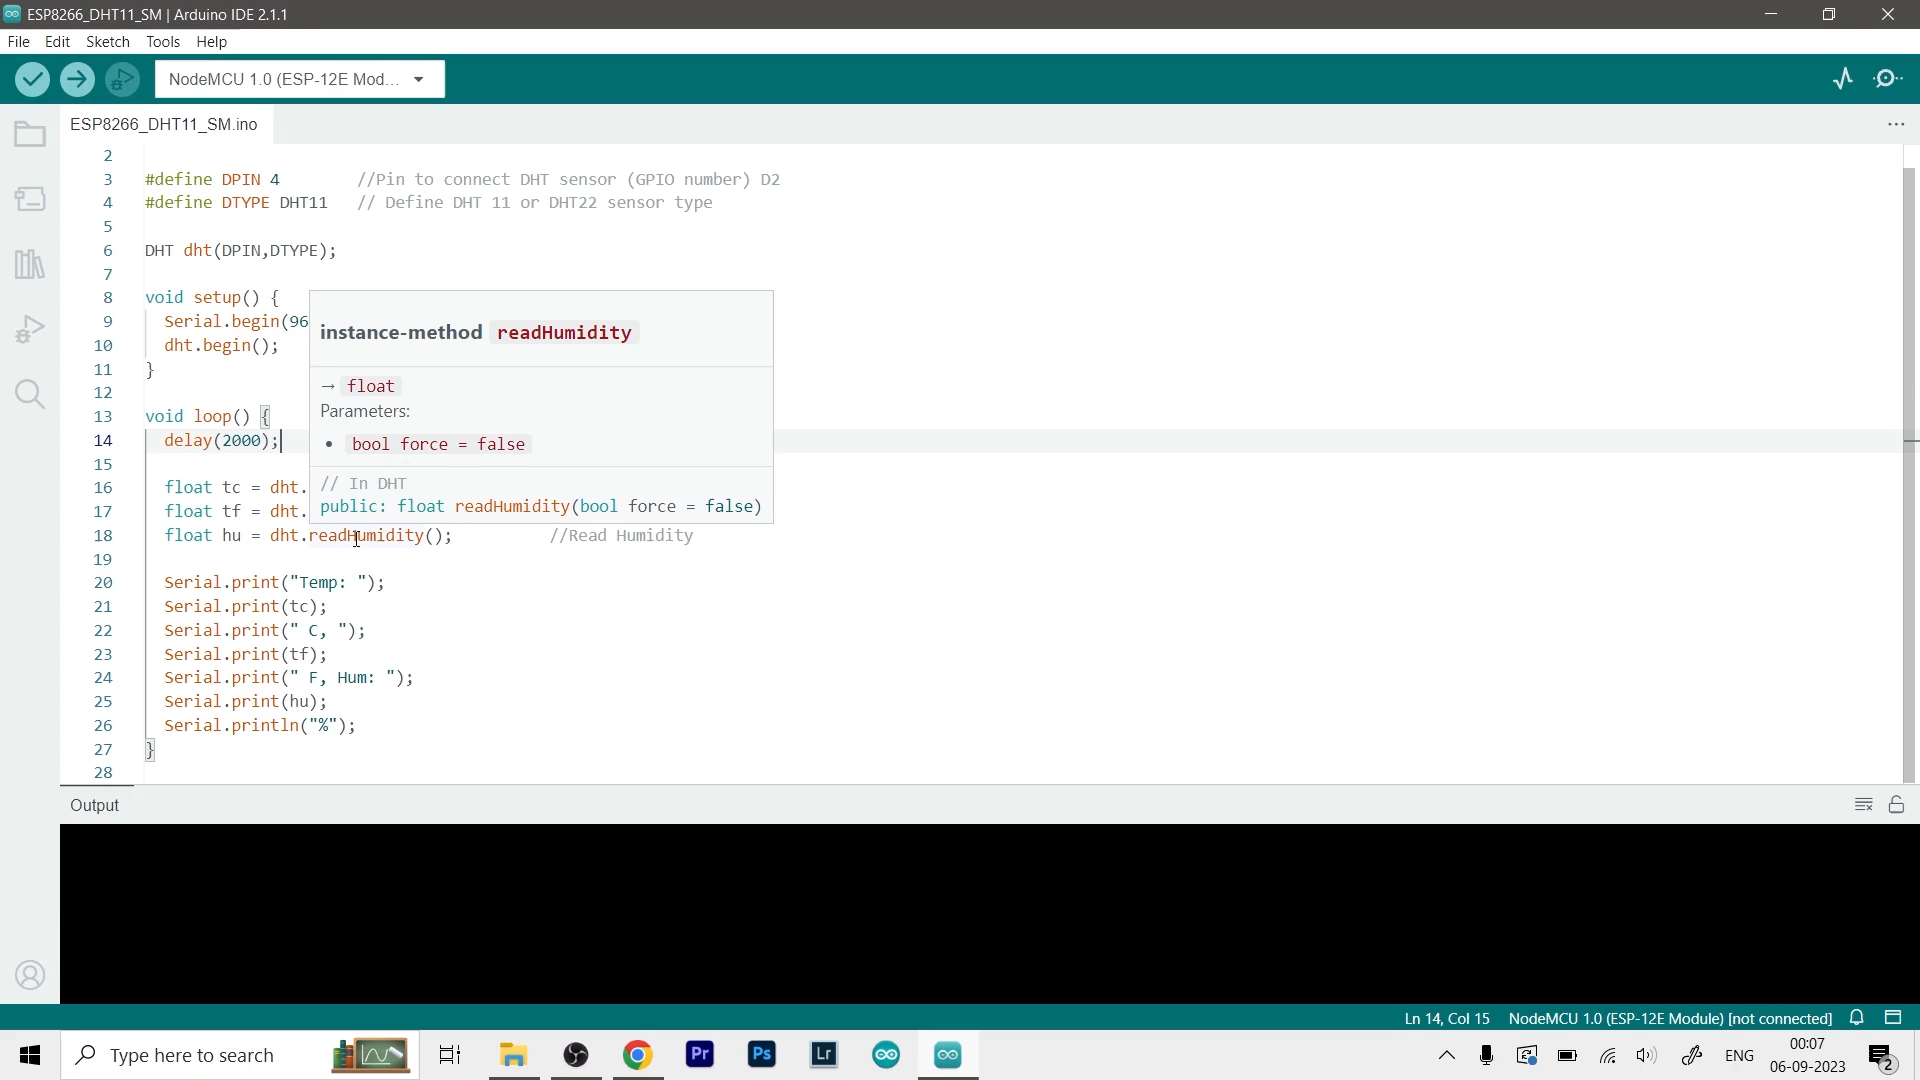 ESP8266_DHT11_SM | Arduino IDE 2.1.1
File Edit Sketch Tools Help
NodeMCU 1.0 (ESP-12E Mod...
ESP8266_DHT11_SM.ino
2
3 #define DPIN 4 //Pin to connect DHT sensor (GPIO number) D2
4 #define DTYPE DHT11 // Define DHT 11 or DHT22 sensor type
5
6 DHT dht(DPIN,DTYPE);
7
8 void setup() {
9 Serial.begin(96
10 dht.begin();
11 }
12
13 void loop() {
14 delay(2000);
15
16 float tc = dht.
17 float tf = dht.
18 float hu = dht.readHumidity(); //Read Humidity
19
20 Serial.print("Temp: ");
21 Serial.print(tc);
22 Serial.print(" C, ");
23 Serial.print(tf);
24 Serial.print(" F, Hum: ");
25 Serial.print(hu);
26 Serial.println("%");
27 }
28
instance-method readHumidity
→ float
Parameters:
• bool force = false
// In DHT
public: float readHumidity(bool force = false)
Output
Ln 14, Col 15 NodeMCU 1.0 (ESP-12E Module) [not connected]
Type here to search
Pr
Ps
Lr
ENG
00:07
06-09-2023
2